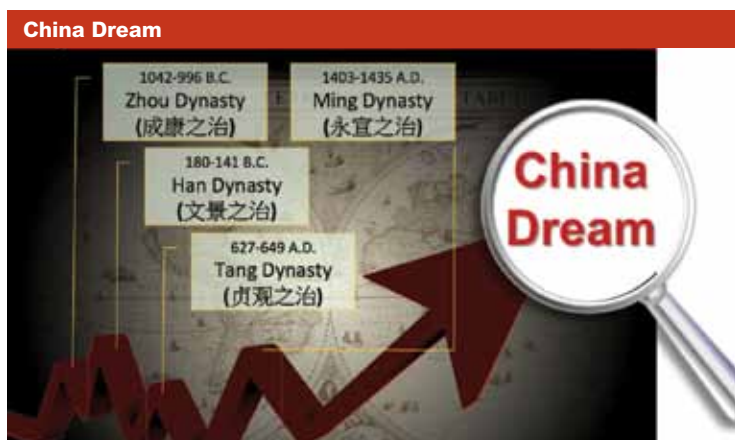 China Dream
1042-996 B.C.
Zhou Dynasty
(成康之治)
1403-1435 A.D.
Ming Dynasty
(永宣之治)
180-141 B.C.
Han Dynasty
(文景之治)
627-649 A.D.
Tang Dynasty
(贞观之治)
China
Dream